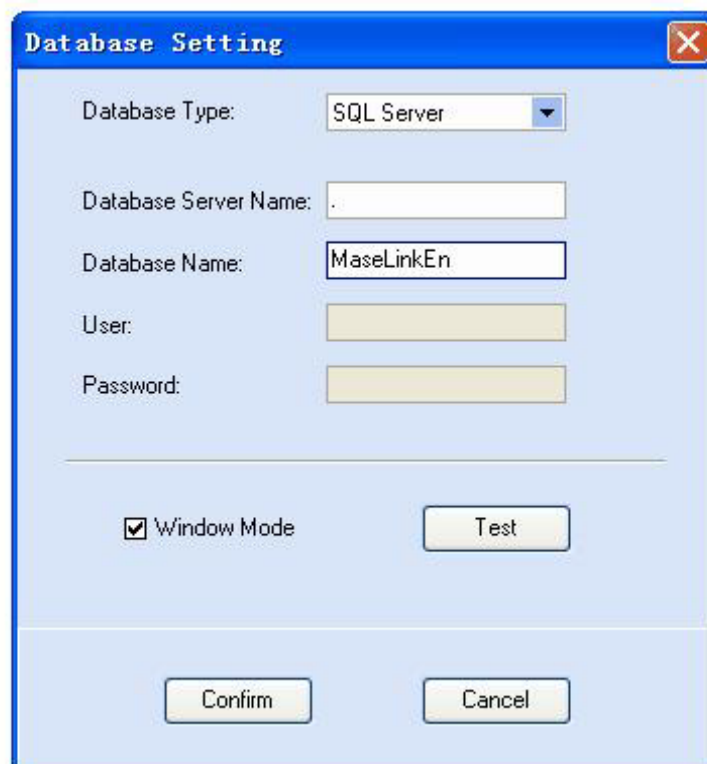 Database Setting
Database Type: SQL Server
Database Server Name: .
Database Name: MaseLinkEn
User:
Password:
Window Mode Test
Confirm Cancel